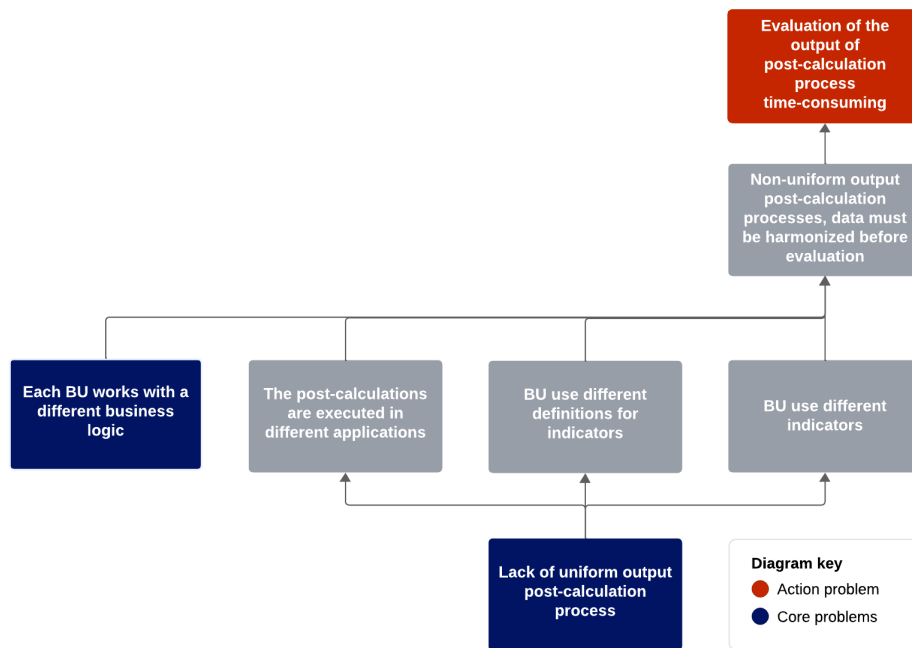 Evaluation of the
output of
post-calculation
process
time-consuming
Non-uniform output
post-calculation
processes, data must
be harmonized before
evaluation
Each BU works with a
different business
logic
The post-calculations
are executed in
different applications
BU use different
definitions for
indicators
BU use different
indicators
Lack of uniform output
post-calculation
process
Diagram key
Action problem
Core problems